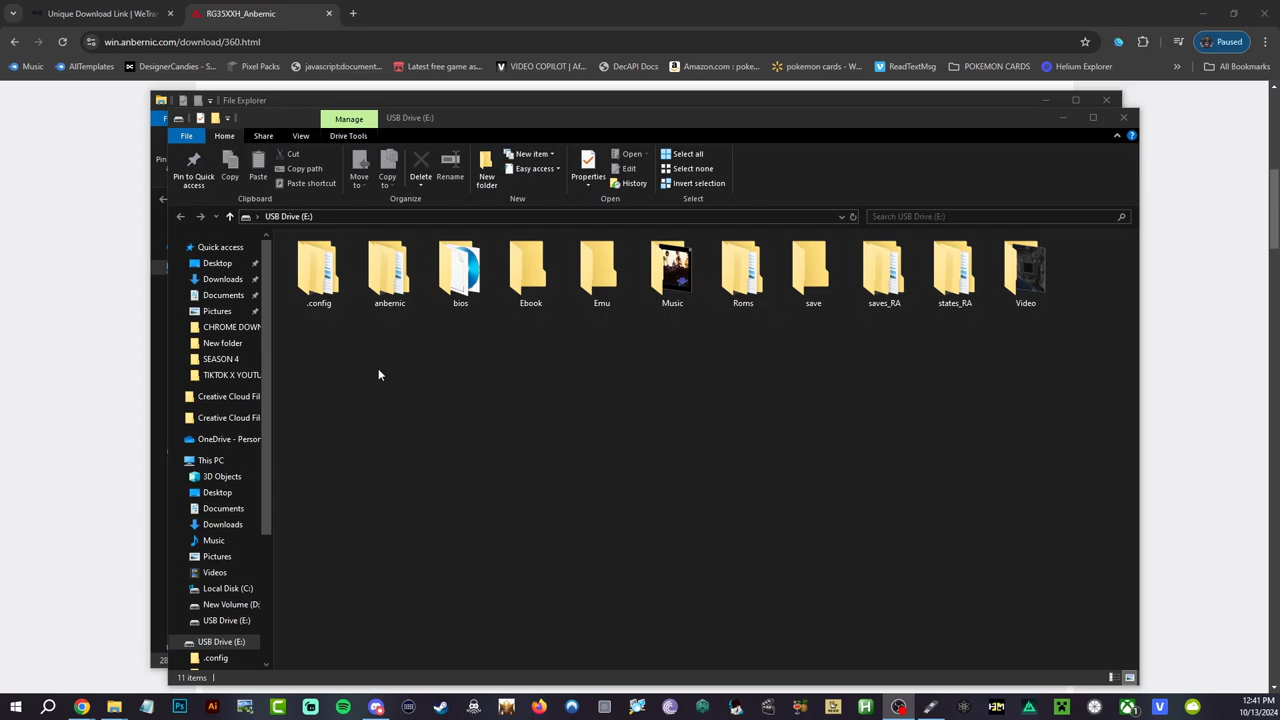 Unique Download Link | WeTra
RG35XXH_Anbernic
win.anbernic.com/download/360.html
Paused
Music
AllTemplates
DesignerCandies - S...
Pixel Packs
javascript:document...
Latest free game as...
VIDEO COPILOT | Af...
DecAPI Docs
Amazon.com : poke...
pokemon cards - W...
ReadTextMsg
POKEMON CARDS
Helium Explorer
All Bookmarks
File Explorer
Manage
USB Drive (E:)
File
Home
Share
View
Drive Tools
Pin to Quick access
Copy
Paste
Cut
Copy path
Paste shortcut
Clipboard
Move to
Copy to
Delete
Rename
Organize
New folder
New item
Easy access
New
Properties
Open
Edit
History
Open
Select all
Select none
Invert selection
Select
USB Drive (E:)
Search USB Drive (E:)
Quick access
Desktop
Downloads
Documents
Pictures
CHROME DOWN
New folder
SEASON 4
TIKTOK X YOUTU
Creative Cloud Fil
Creative Cloud Fil
OneDrive - Person
This PC
3D Objects
Desktop
Documents
Downloads
Music
Pictures
Videos
Local Disk (C:)
New Volume (D:
USB Drive (E:)
USB Drive (E:)
.config
.config
anbernic
bios
Ebook
Emu
Music
Roms
save
saves_RA
states_RA
Video
28
11 items
12:41 PM
10/13/2024